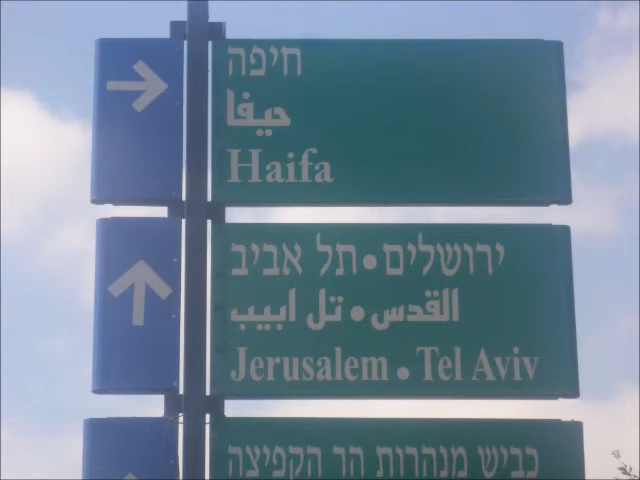 חיפה
حيفا
Haifa
ירושלים • תל אביב
القدس • تل ابيب
Jerusalem • Tel Aviv
כביש מנהרות הר הקפיצה